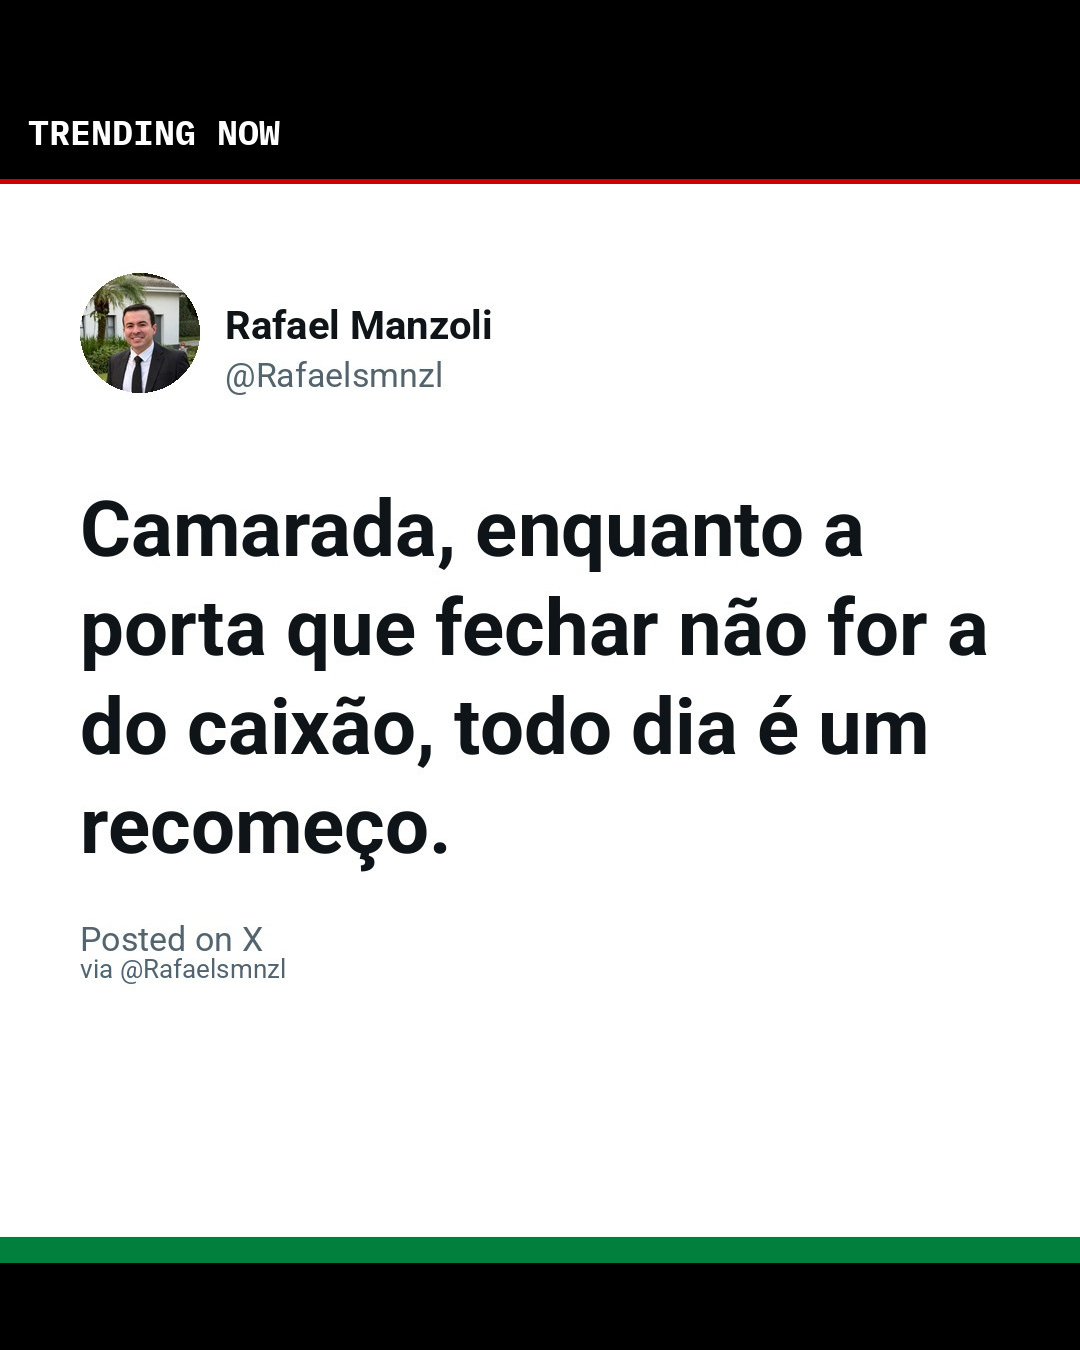 TRENDING NOW
Rafael Manzoli
@Rafaelsmnzl
Camarada, enquanto a
porta que fechar não for a
do caixão, todo dia é um
recomeço.
Posted on X
via @Rafaelsmnzl